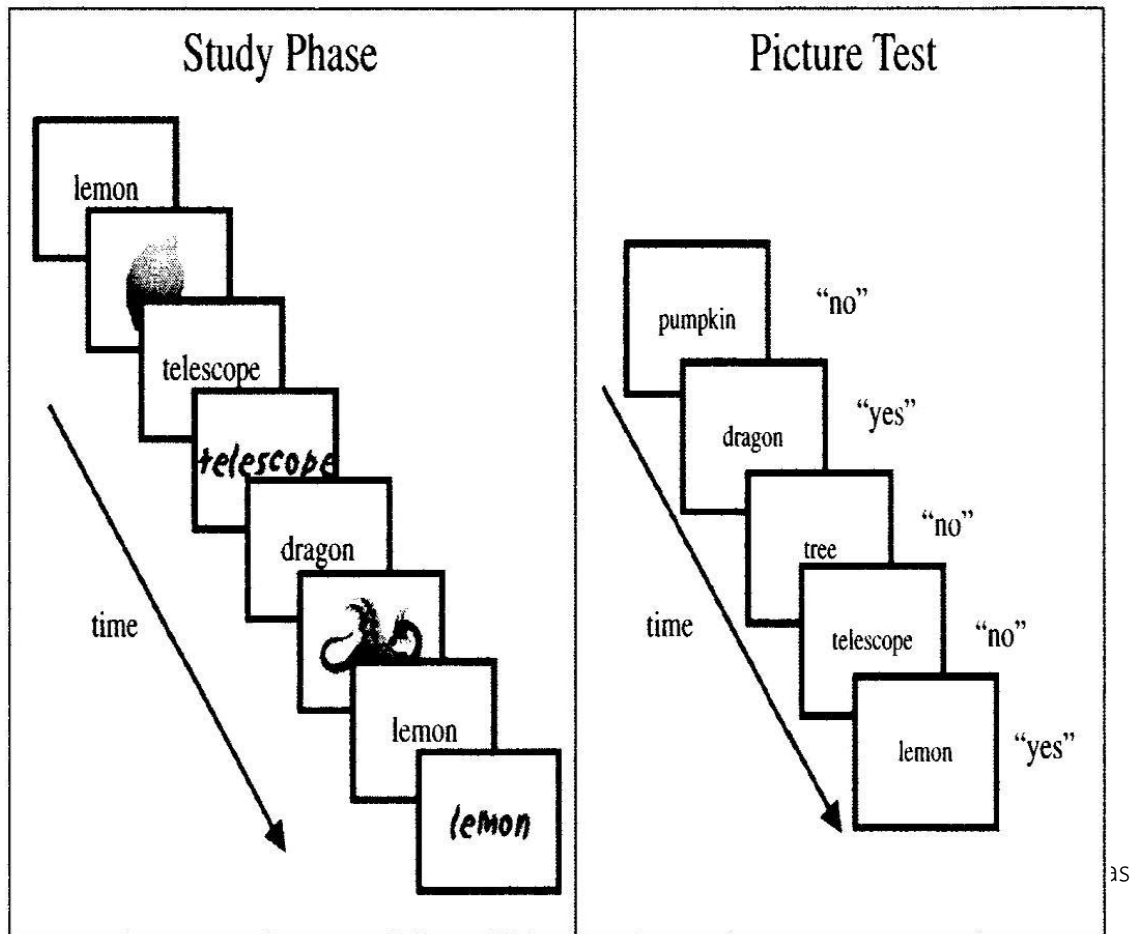 Study Phase
lemon
telescope
telescope
dragon
lemon
lemon
time
Picture Test
pumpkin
"no"
dragon
"yes"
tree
"no"
telescope
"no"
lemon
"yes"
time
as